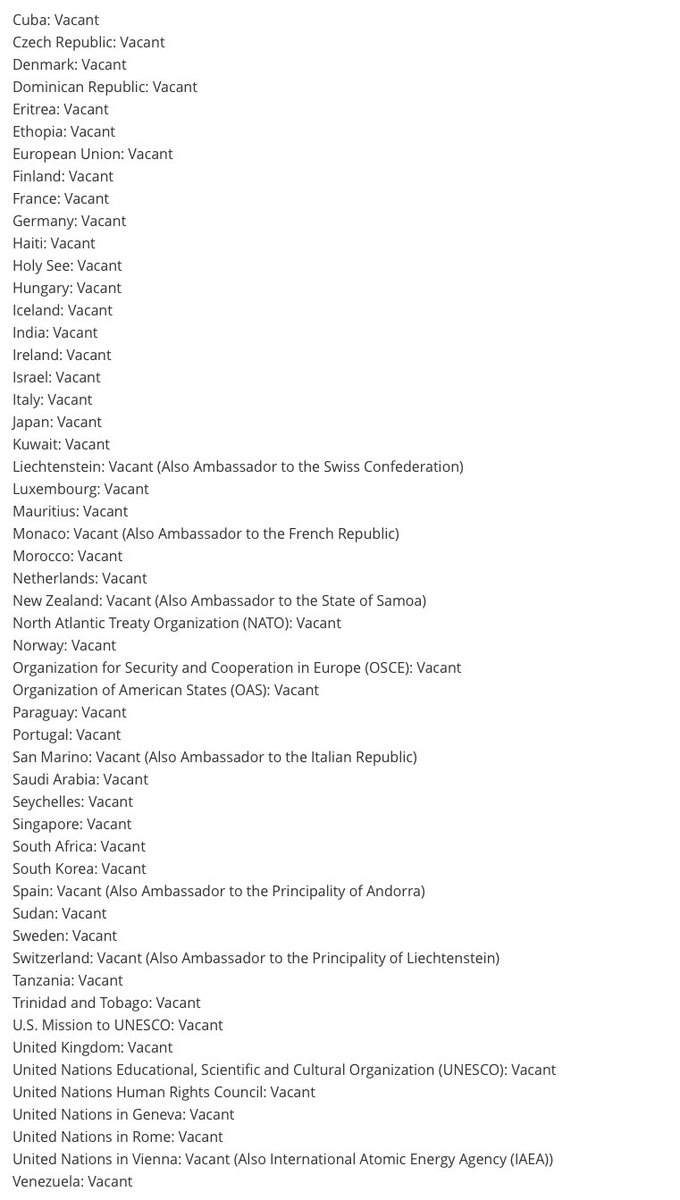 Cuba: Vacant
Czech Republic: Vacant
Denmark: Vacant
Dominican Republic: Vacant
Eritrea: Vacant
Ethopia: Vacant
European Union: Vacant
Finland: Vacant
France: Vacant
Germany: Vacant
Haiti: Vacant
Holy See: Vacant
Hungary: Vacant
Iceland: Vacant
India: Vacant
Ireland: Vacant
Israel: Vacant
Italy: Vacant
Japan: Vacant
Kuwait: Vacant
Liechtenstein: Vacant (Also Ambassador to the Swiss Confederation)
Luxembourg: Vacant
Mauritius: Vacant
Monaco: Vacant (Also Ambassador to the French Republic)
Morocco: Vacant
Netherlands: Vacant
New Zealand: Vacant (Also Ambassador to the State of Samoa)
North Atlantic Treaty Organization (NATO): Vacant
Norway: Vacant
Organization for Security and Cooperation in Europe (OSCE): Vacant
Organization of American States (OAS): Vacant
Paraguay: Vacant
Portugal: Vacant
San Marino: Vacant (Also Ambassador to the Italian Republic)
Saudi Arabia: Vacant
Seychelles: Vacant
Singapore: Vacant
South Africa: Vacant
South Korea: Vacant
Spain: Vacant (Also Ambassador to the Principality of Andorra)
Sudan: Vacant
Sweden: Vacant
Switzerland: Vacant (Also Ambassador to the Principality of Liechtenstein)
Tanzania: Vacant
Trinidad and Tobago: Vacant
U.S. Mission to UNESCO: Vacant
United Kingdom: Vacant
United Nations Educational, Scientific and Cultural Organization (UNESCO): Vacant
United Nations Human Rights Council: Vacant
United Nations in Geneva: Vacant
United Nations in Rome: Vacant
United Nations in Vienna: Vacant (Also International Atomic Energy Agency (IAEA))
Venezuela: Vacant